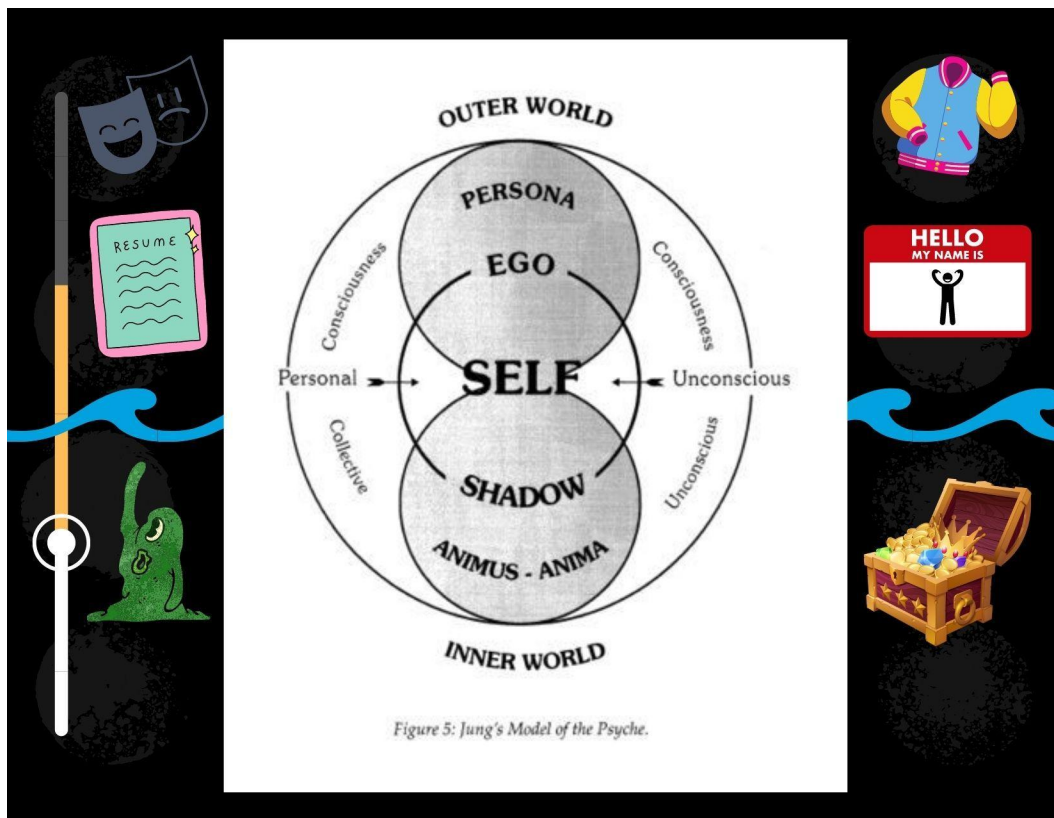 OUTER WORLD
PERSONA
RESUME
HELLO
MY NAME IS
EGO
Consciousness
Consciousness
SELF
Personal
Unconscious
Collective
Unconscious
SHADOW
ANIMUS - ANIMA
INNER WORLD
Figure 5: Jung's Model of the Psyche.